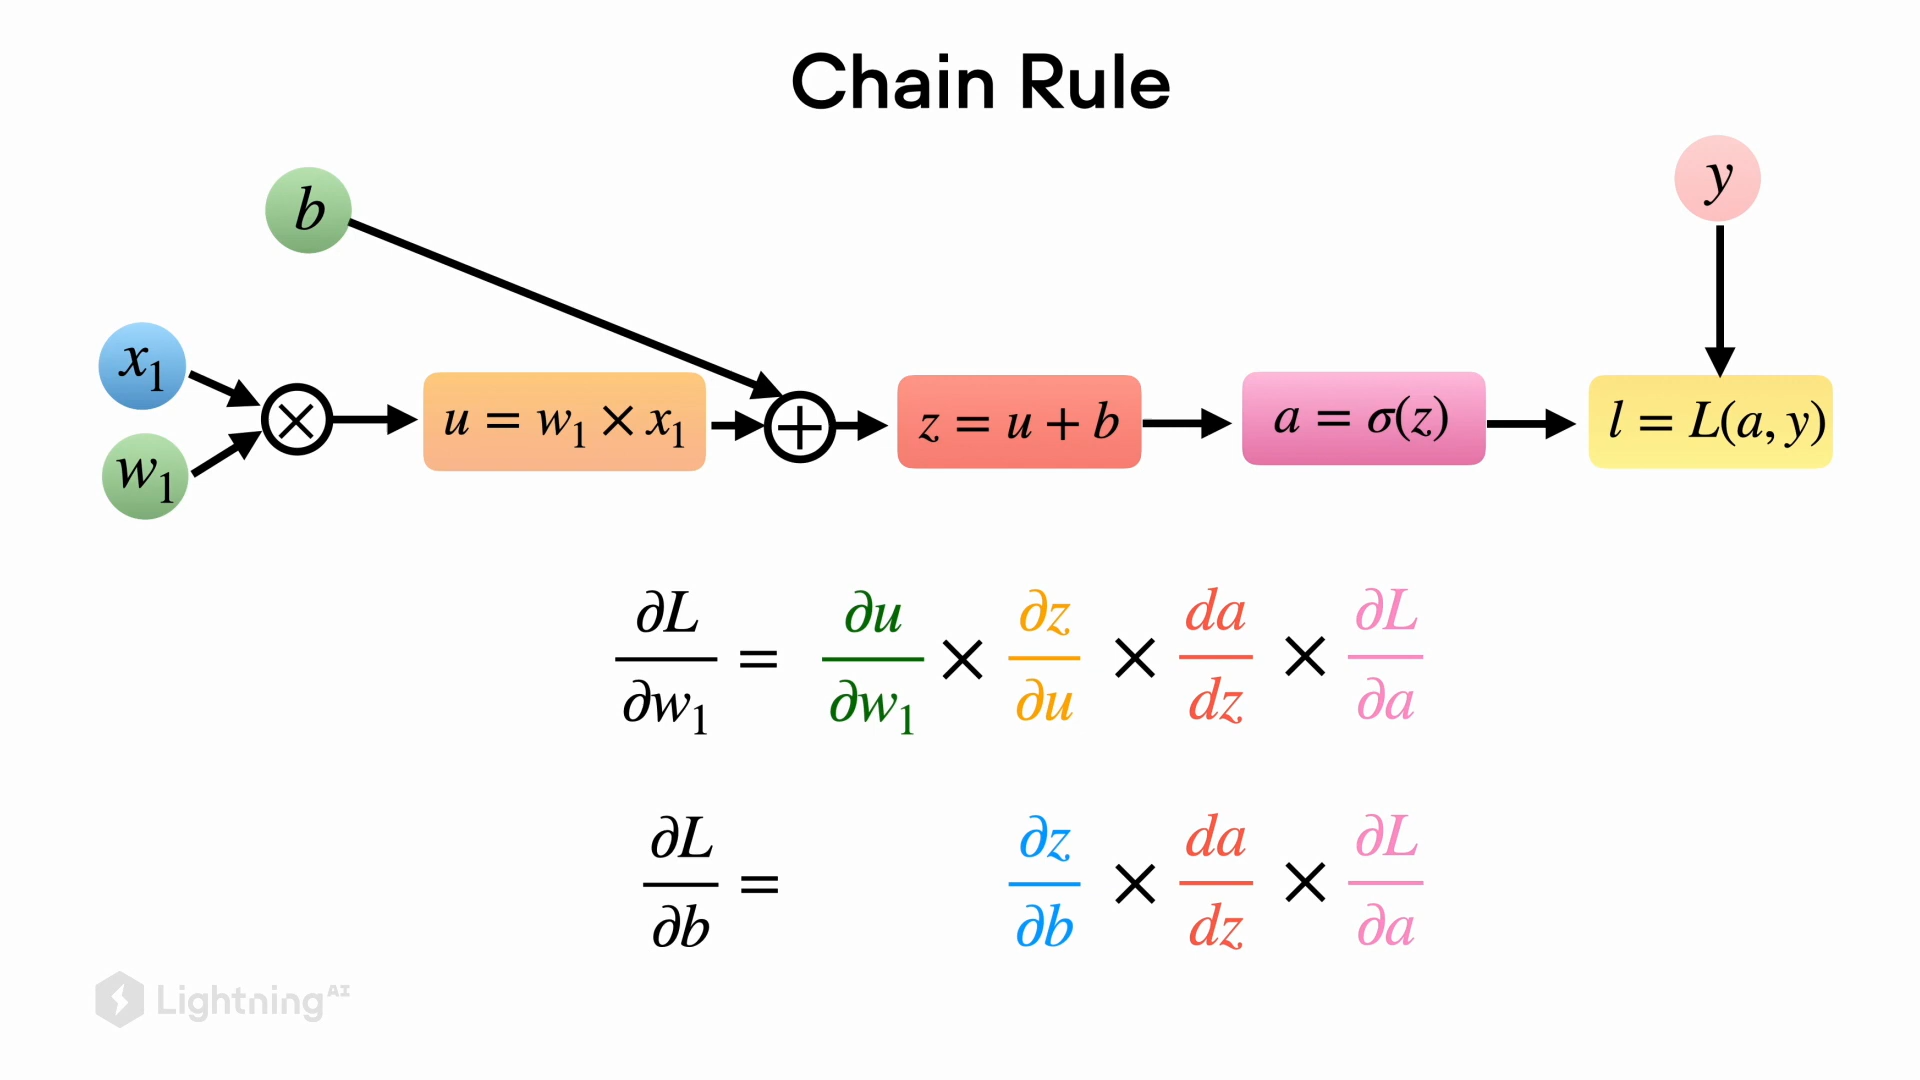 Chain Rule
b
y
x₁
w₁
×
u = w₁ × x₁
+
z = u + b
a = σ(z)
l = L(a, y)
∂L/∂w₁ = ∂u/∂w₁ × ∂z/∂u × da/dz × ∂L/∂a
∂L/∂b = ∂z/∂b × da/dz × ∂L/∂a
Lightning AI